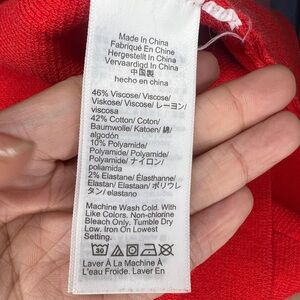 Made In China
Fabriqué En Chine
Hergestellt In China
Vervaardigd In China
中国製
hecho en china
46% Viscose/ Viscose/
Viskose/ Viscose/ レーヨン/
viscosa
42% Cotton/ Coton/
Baumwolle/ Katoen/ 綿/
algodón
10% Polyamide/
Polyamide/ Polyamid/
Polyamide/ ナイロン/
poliamida
2% Elastane/ Élasthanne/
Elastan/ Elastaan/ ポリウレ
タン/ elastano
Machine Wash Cold. With
Like Colors. Non-chlorine
Bleach Only. Tumble Dry
Low. Iron On Lowest
Setting.
30
Laver À La Machine À
L'eau Froide. Laver En